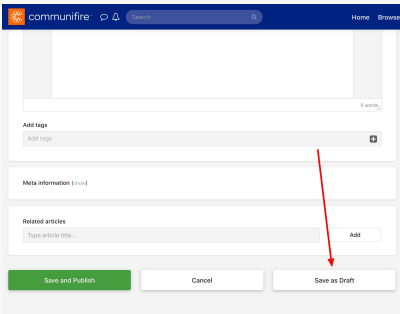 communifire
Search
Home
Browse
6 words
Add tags
Add tags
Meta information (show)
Related articles
Type article title...
Add
Save and Publish
Cancel
Save as Draft